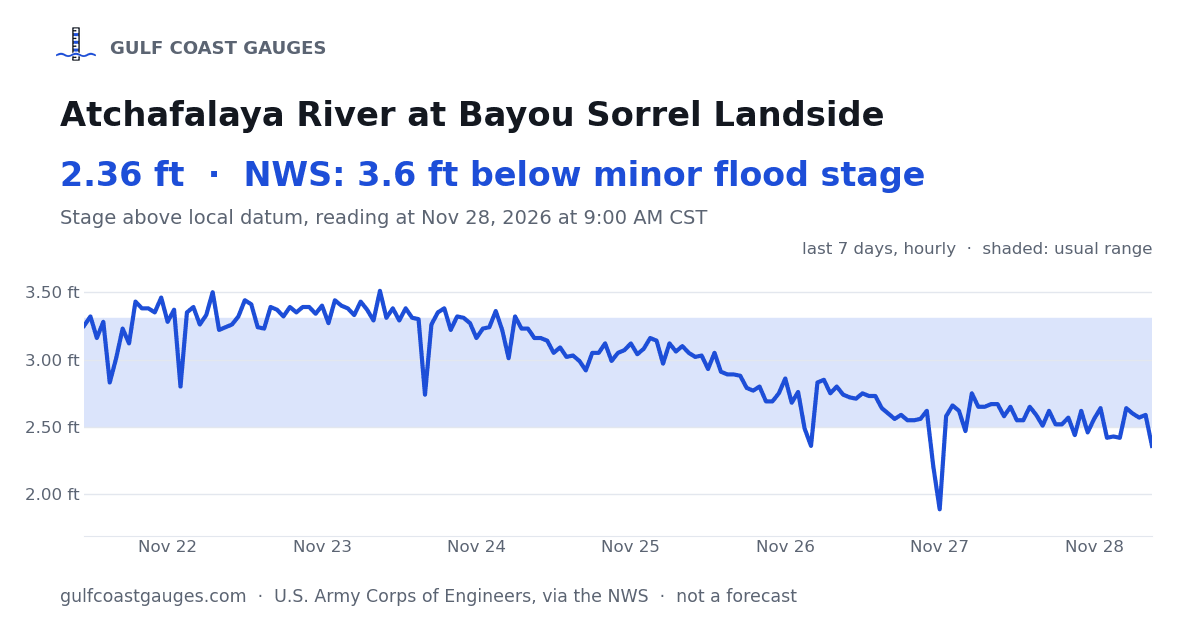 GULF COAST GAUGES
Atchafalaya River at Bayou Sorrel Landside
2.36 ft · NWS: 3.6 ft below minor flood stage
Stage above local datum, reading at Nov 28, 2026 at 9:00 AM CST
last 7 days, hourly · shaded: usual range
3.50 ft
3.00 ft
2.50 ft
2.00 ft
Nov 22 Nov 23 Nov 24 Nov 25 Nov 26 Nov 27 Nov 28
gulfcoastgauges.com · U.S. Army Corps of Engineers, via the NWS · not a forecast